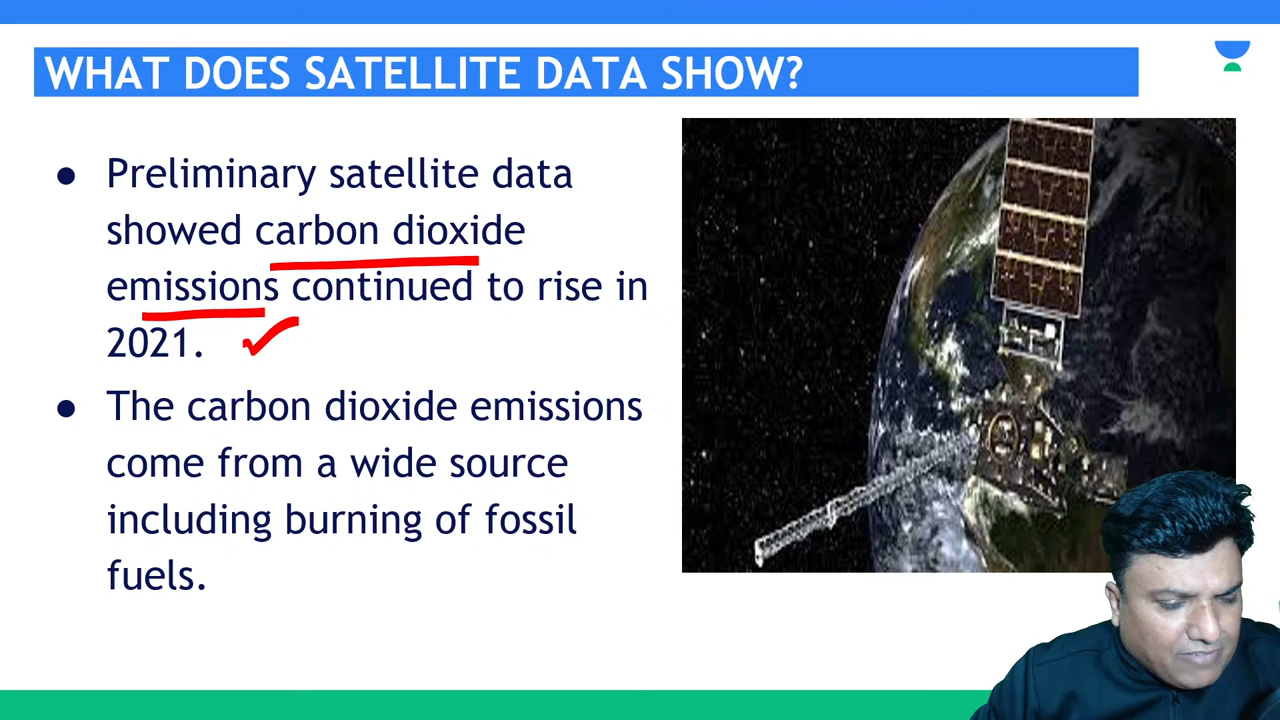 WHAT DOES SATELLITE DATA SHOW?
● Preliminary satellite data
showed carbon dioxide
emissions continued to rise in
2021.
● The carbon dioxide emissions
come from a wide source
including burning of fossil
fuels.